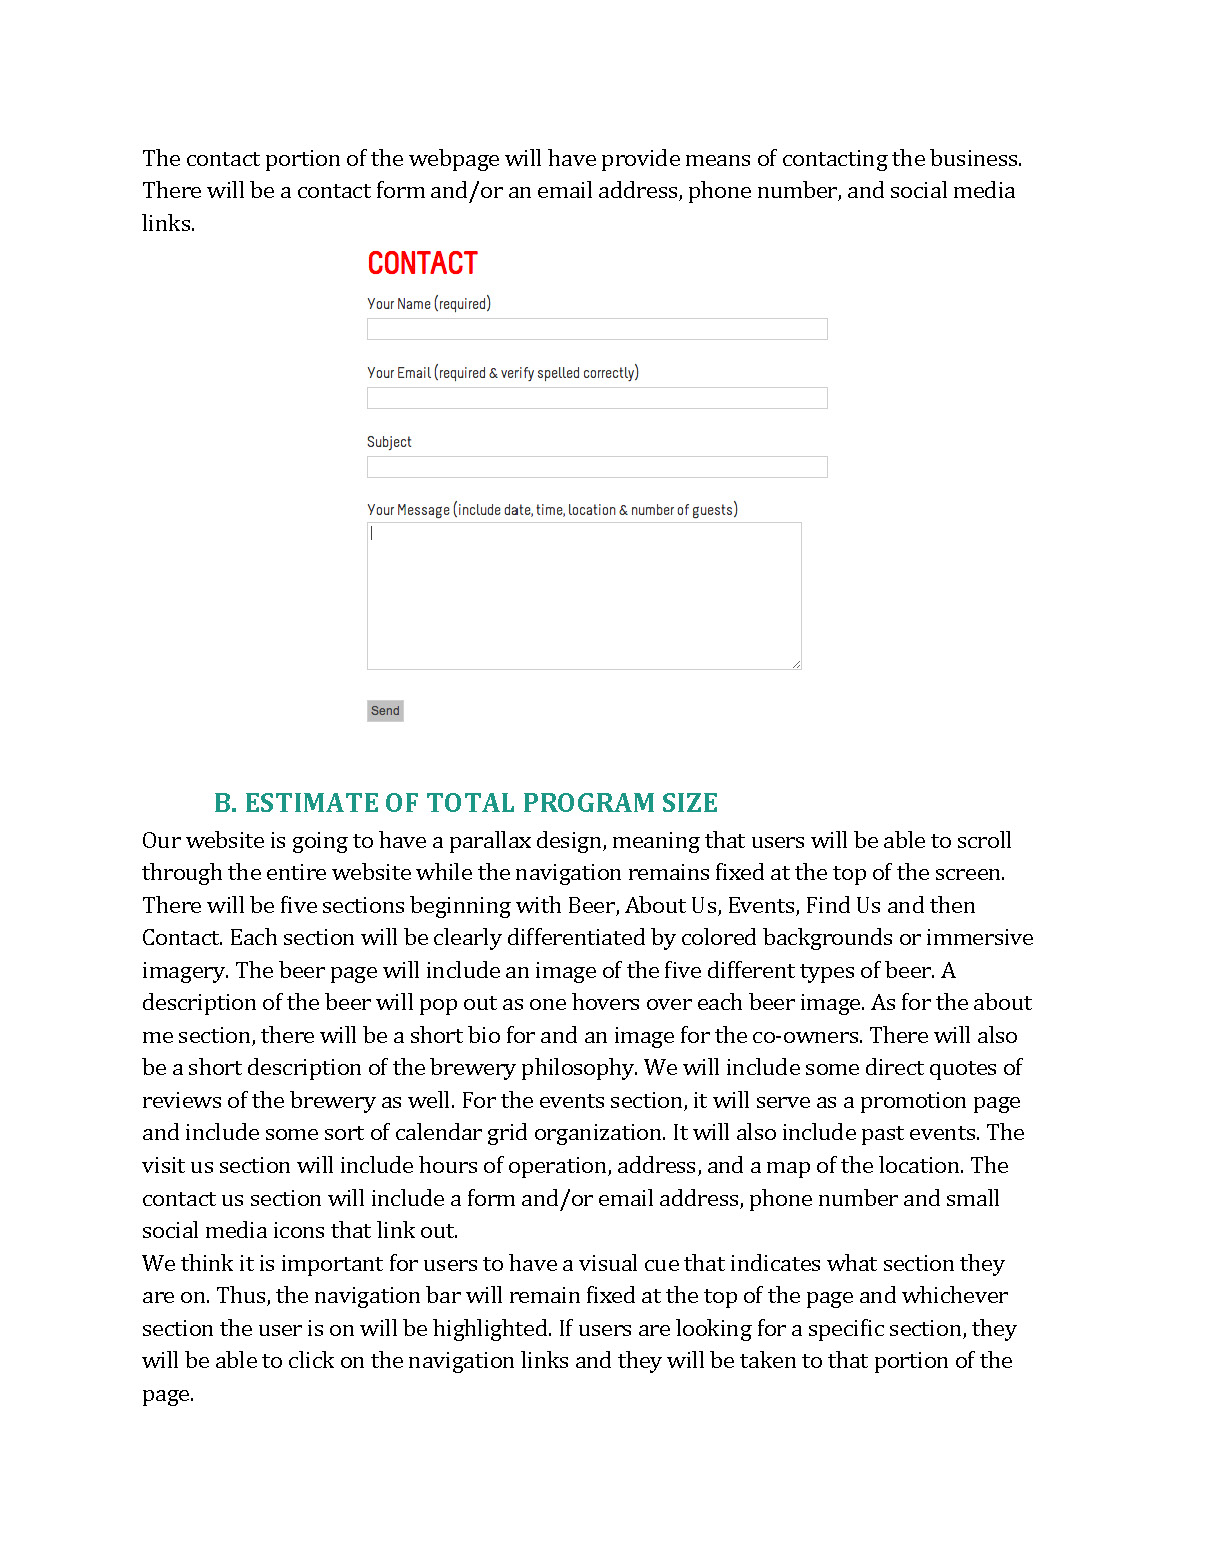 The contact portion of the webpage will have provide means of contacting the business.
There will be a contact form and/or an email address, phone number, and social media
links.
CONTACT
Your Name (required)
Your Email (required & verify spelled correctly)
Subject
Your Message (include date, time, location & number of guests)
Send
B. ESTIMATE OF TOTAL PROGRAM SIZE
Our website is going to have a parallax design, meaning that users will be able to scroll
through the entire website while the navigation remains fixed at the top of the screen.
There will be five sections beginning with Beer, About Us, Events, Find Us and then
Contact. Each section will be clearly differentiated by colored backgrounds or immersive
imagery. The beer page will include an image of the five different types of beer. A
description of the beer will pop out as one hovers over each beer image. As for the about
me section, there will be a short bio for and an image for the co-owners. There will also
be a short description of the brewery philosophy. We will include some direct quotes of
reviews of the brewery as well. For the events section, it will serve as a promotion page
and include some sort of calendar grid organization. It will also include past events. The
visit us section will include hours of operation, address, and a map of the location. The
contact us section will include a form and/or email address, phone number and small
social media icons that link out.
We think it is important for users to have a visual cue that indicates what section they
are on. Thus, the navigation bar will remain fixed at the top of the page and whichever
section the user is on will be highlighted. If users are looking for a specific section, they
will be able to click on the navigation links and they will be taken to that portion of the
page.